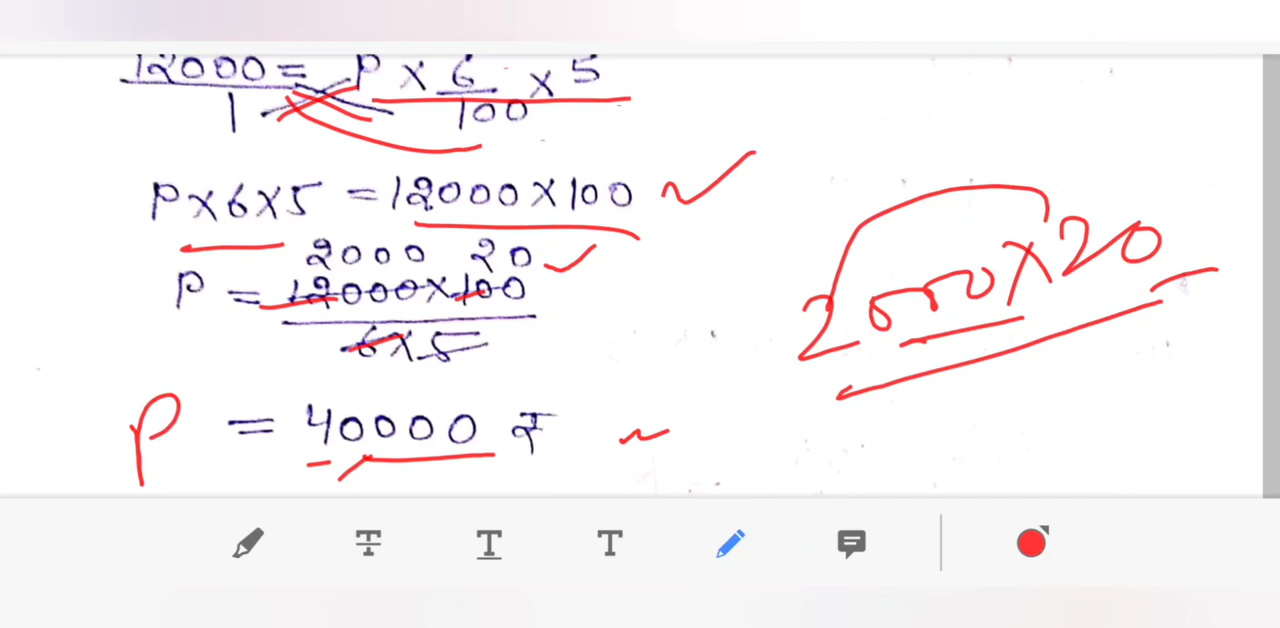 12000 = P × 6/100 × 5
1
P×6×5 = 12000×100
2000 20
P = 12000×100
6×5
P = 40000 ₹
2000×20
T T T